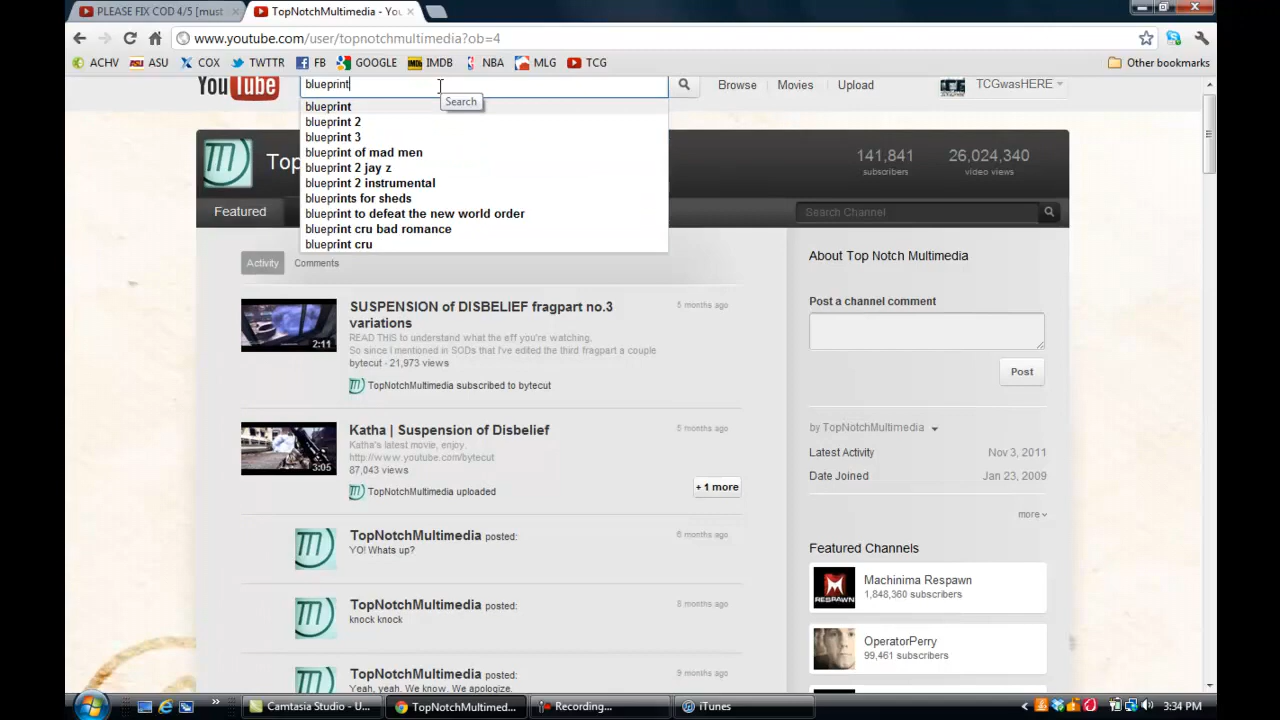 PLEASE FIX COD 4/5 [must
TopNotchMultimedia - You
www.youtube.com/user/topnotchmultimedia?ob=4
ACHV
ASU
COX
TWTTR
FB
GOOGLE
IMDB
NBA
MLG
TCG
Other bookmarks
YouTube
blueprint
Browse
Movies
Upload
TCGwasHERE
Search
blueprint
blueprint 2
blueprint 3
blueprint of mad men
blueprint 2 jay z
blueprint 2 instrumental
blueprints for sheds
blueprint to defeat the new world order
blueprint cru bad romance
blueprint cru
Top
141,841
subscribers
26,024,340
video views
Featured
Search Channel
Activity
Comments
SUSPENSION of DISBELIEF fragpart no.3
variations
5 months ago
READ THIS to understand what the eff you're watching.
So since I mentioned in SODs that I've edited the third fragpart a couple
bytecut - 21,973 views
2:11
TopNotchMultimedia subscribed to bytecut
Katha | Suspension of Disbelief
5 months ago
Katha's latest movie, enjoy.
http://www.youtube.com/bytecut
87,043 views
3:05
TopNotchMultimedia uploaded
+ 1 more
TopNotchMultimedia posted:
6 months ago
YO! Whats up?
TopNotchMultimedia posted:
8 months ago
knock knock
TopNotchMultimedia posted:
9 months ago
Yeah, yeah. We know. We apologize.
About Top Notch Multimedia
Post a channel comment
Post
by TopNotchMultimedia
Latest Activity
Nov 3, 2011
Date Joined
Jan 23, 2009
more
Featured Channels
Machinima Respawn
1,848,360 subscribers
RESPAWN
OperatorPerry
99,461 subscribers
Camtasia Studio - U...
TopNotchMultimed...
Recording...
iTunes
3:34 PM